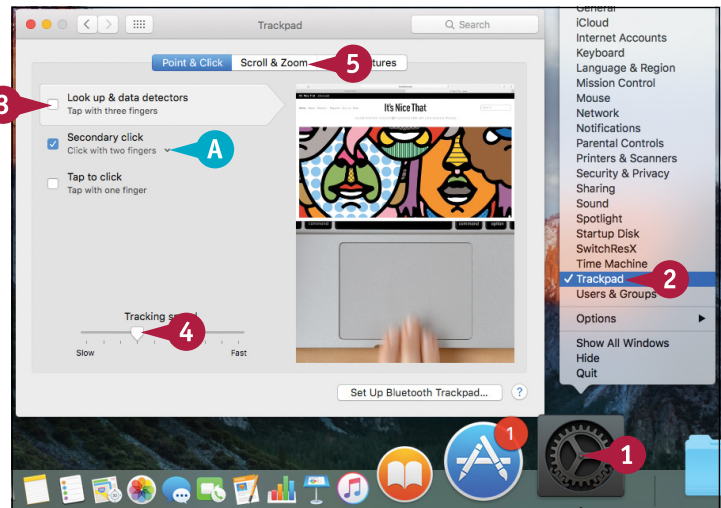 Trackpad
Search
Point & Click
Scroll & Zoom
5
3
Look up & data detectors
Tap with three fingers
Secondary click
Click with two fingers
A
Tap to click
Tap with one finger
It's Nice That
command
command
option
Tracking
4
Slow
Fast
Set Up Bluetooth Trackpad...
?
General
iCloud
Internet Accounts
Keyboard
Language & Region
Mission Control
Mouse
Network
Notifications
Parental Controls
Printers & Scanners
Security & Privacy
Sharing
Sound
Spotlight
Startup Disk
SwitchResX
Time Machine
✓ Trackpad
2
Users & Groups
Options
Show All Windows
Hide
Quit
1
1